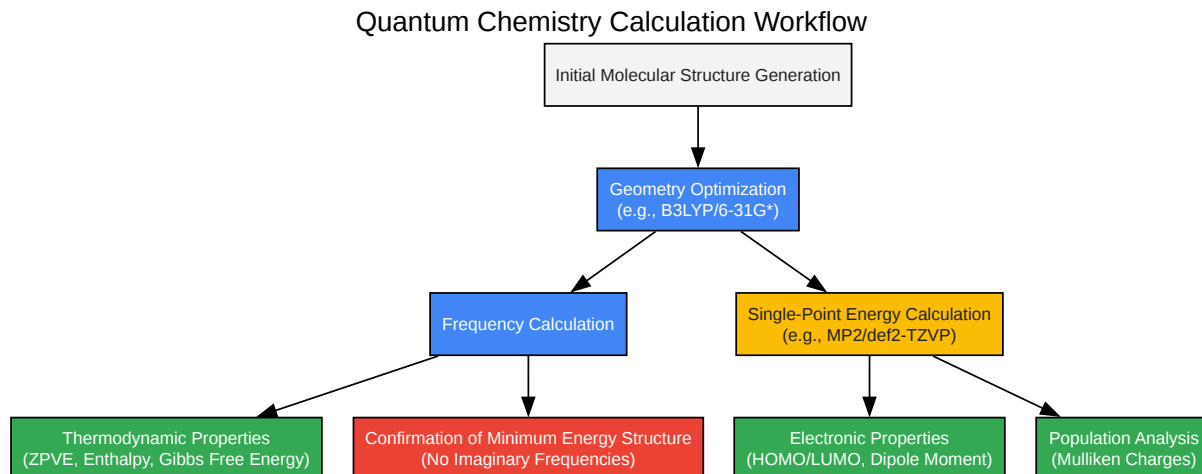 Quantum Chemistry Calculation Workflow
Initial Molecular Structure Generation
Geometry Optimization
(e.g., B3LYP/6-31G*)
Frequency Calculation
Single-Point Energy Calculation
(e.g., MP2/def2-TZVP)
Thermodynamic Properties
(ZPVE, Enthalpy, Gibbs Free Energy)
Confirmation of Minimum Energy Structure
(No Imaginary Frequencies)
Electronic Properties
(HOMO/LUMO, Dipole Moment)
Population Analysis
(Mulliken Charges)